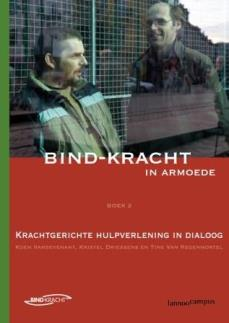 BIND-KRACHT
IN ARMOEDE
BOEK 2
KRACHTGERICHTE HULPVERLENING IN DIALOOG
KOEN VANSEVENANT, KRISTEL DRIESSENS EN TINE VAN REGENMORTEL
BINDKRACHT
lannoocampus